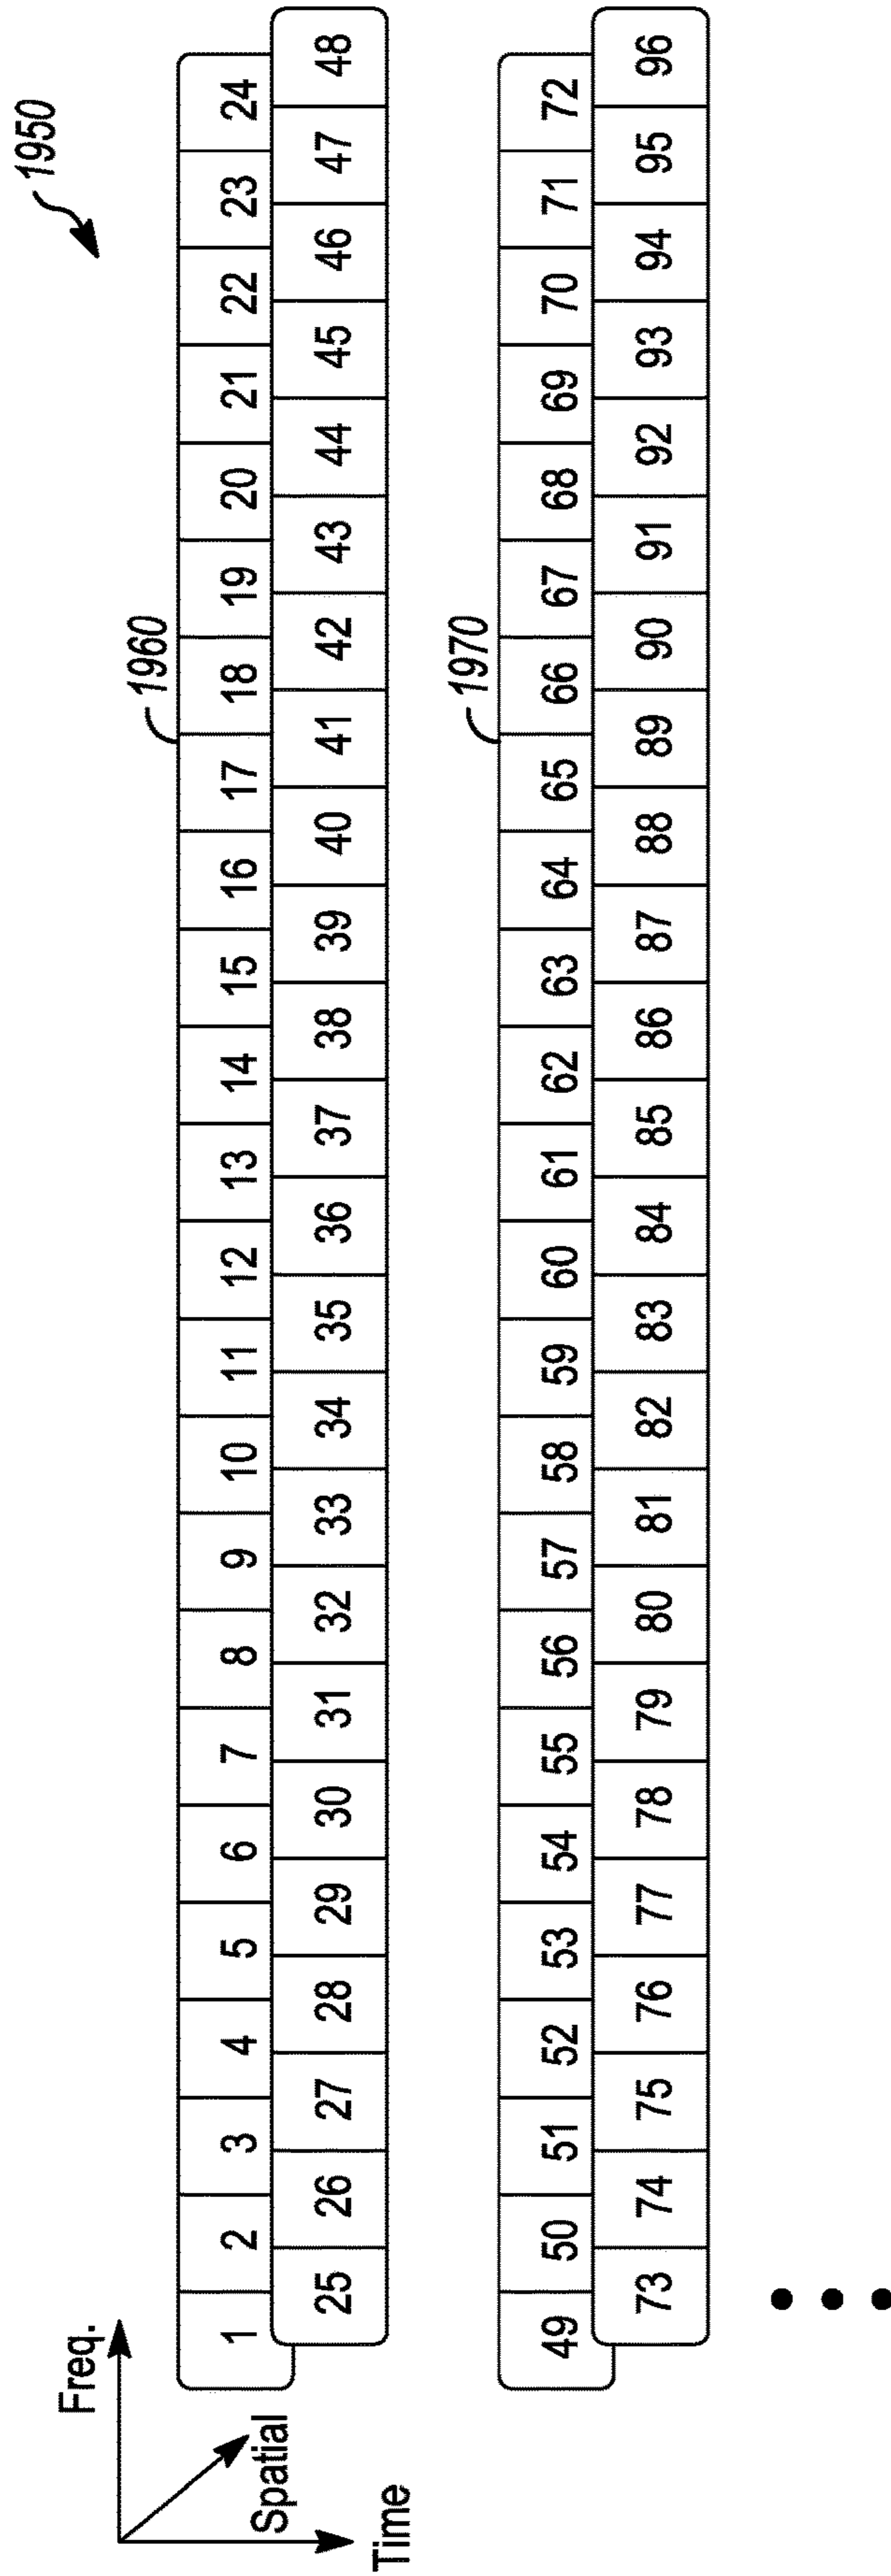 1950
Freq.
Spatial
Time
1960
1 2 3 4 5 6 7 8 9 10 11 12 13 14 15 16 17 18 19 20 21 22 23 24
25 26 27 28 29 30 31 32 33 34 35 36 37 38 39 40 41 42 43 44 45 46 47 48
1970
49 50 51 52 53 54 55 56 57 58 59 60 61 62 63 64 65 66 67 68 69 70 71 72
73 74 75 76 77 78 79 80 81 82 83 84 85 86 87 88 89 90 91 92 93 94 95 96